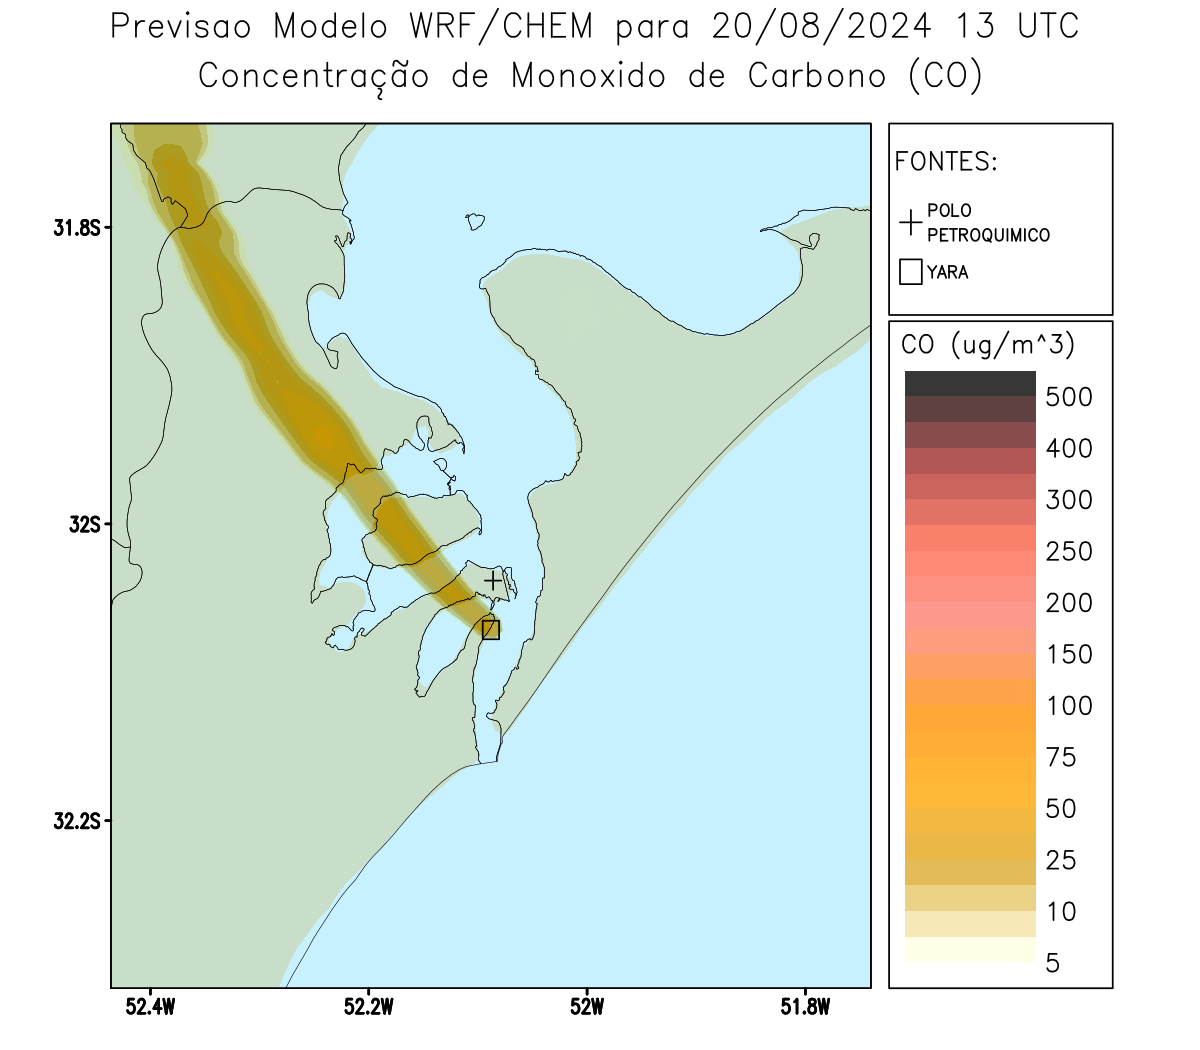 Previsao Modelo WRF/CHEM para 20/08/2024 13 UTC
Concentração de Monoxido de Carbono (CO)
FONTES:
POLO
PETROQUIMICO
YARA
CO (ug/m^3)
500
400
300
250
200
150
100
75
50
25
10
5
31.8S
32S
32.2S
52.4W
52.2W
52W
51.8W